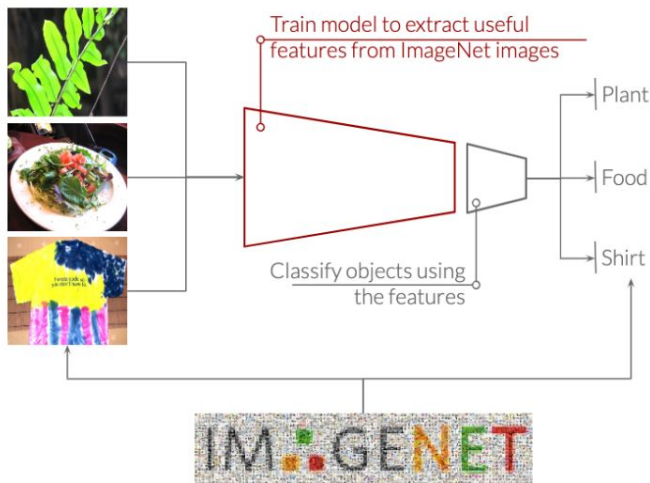 Train model to extract useful
features from ImageNet images
Plant
Food
Shirt
Classify objects using
the features
IMAGENET